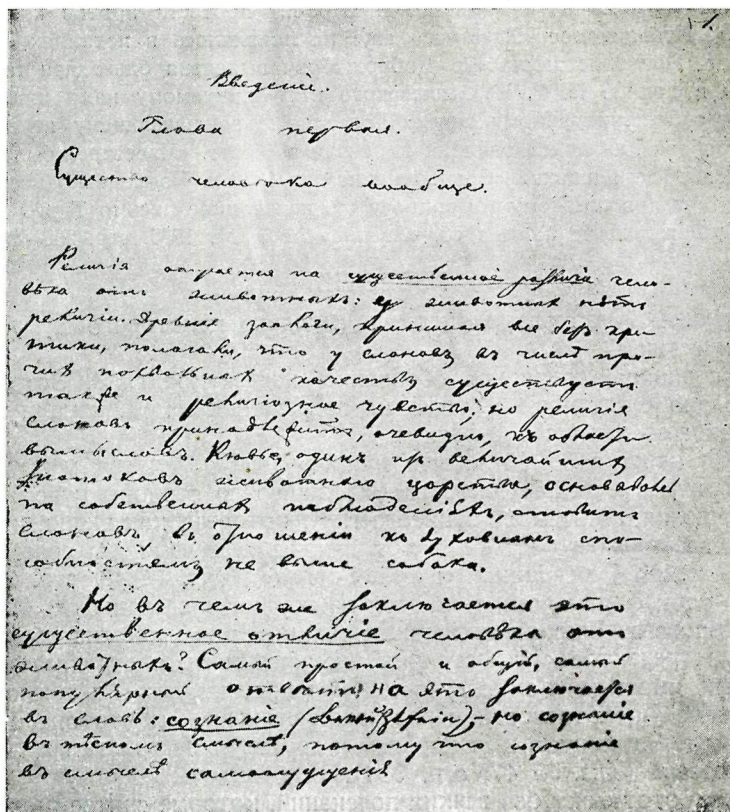 1.
Введеніе.
Глава первая.
Существо человѣка вообще.
Религія опирается на существенное различіе чело-
вѣка отъ животныхъ: у животныхъ нѣтъ
религіи. Древніе зоологи, принимая все безъ кри-
тики, полагали, что у слоновъ въ числѣ про-
чихъ похвальныхъ качествъ существуетъ
также и религіозное чувство; но религія
слоновъ принадлежитъ, очевидно, къ области
вымысловъ. Кювье, одинъ изъ величайшихъ
знатоковъ животнаго царства, основываясь
на собственныхъ наблюденіяхъ, ставитъ
слоновъ, въ отношеніи къ духовнымъ спо-
собностямъ, не выше собаки.
Но въ чемъ же заключается это
существенное отличіе человѣка отъ
животныхъ? Самый простой и общій, самый
популярный отвѣтъ на это заключается
въ словѣ: сознаніе (Bewußtsein), – но сознаніе
въ тѣсномъ смыслѣ, потому что сознаніе
въ смыслѣ самоощущенія